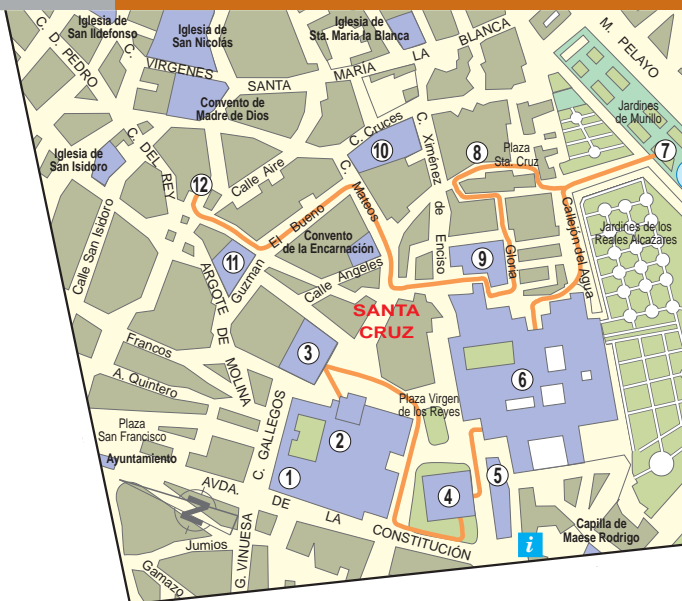 Iglesia de
San Ildefonso
Iglesia de
San Nicolás
Iglesia de
Sta. Maria la Blanca
C. D. PEDRO
C.
VIRGENES
SANTA
MARIA
LA
BLANCA
M. PELAYO
Convento de
Madre de Dios
Jardines
de Murillo
C. Cruces
C. Ximénez de Enciso
Plaza
Sta. Cruz
8
7
10
Iglesia de
San Isidoro
C. DEL REY
12
Calle Aire
C. Mateos
Calle San Isidoro
El Bueno
Guzman
Convento
de la Encarnación
Calle Angeles
9
Gloria
Callejón del Agua
Jardines de los
Reales Alcazares
11
ARGOTE DE MOLINA
SANTA
CRUZ
Francos
3
6
A. Quintero
C. GALLEGOS
Plaza Virgen
de los Reyes
Plaza
San Francisco
2
Ayuntamiento
1
5
4
AVDA.
DE
LA
CONSTITUCIÓN
N
Jumios
G. VINUESA
Gamazo
i
Capilla de
Maese Rodrigo